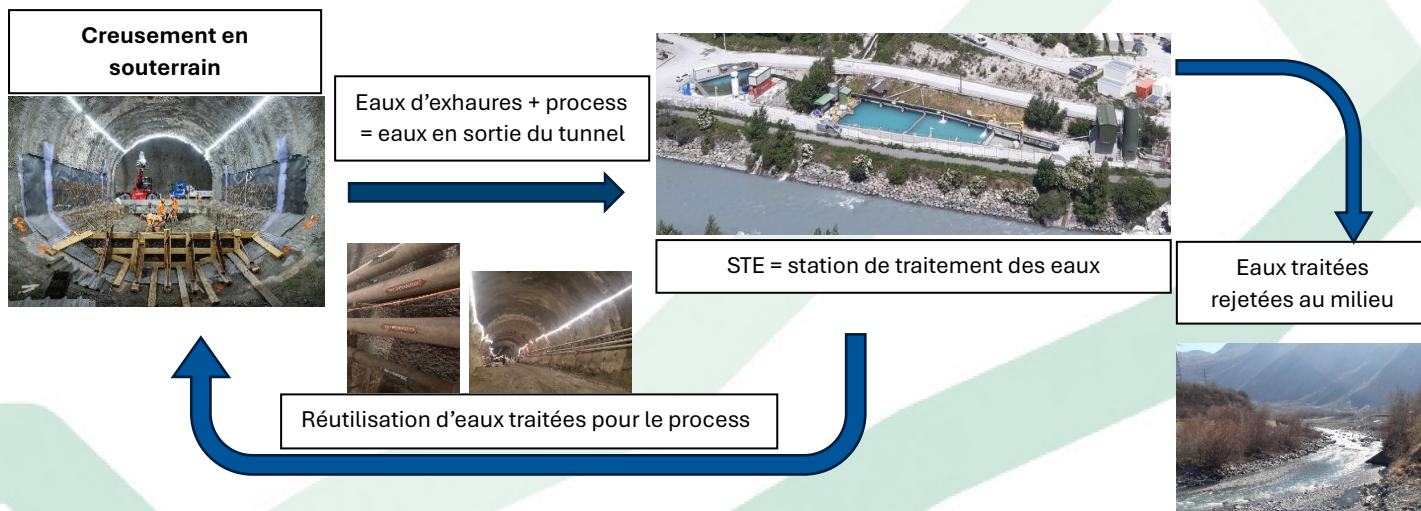 Creusement en
souterrain
Eaux d'exhaures + process
= eaux en sortie du tunnel
STE = station de traitement des eaux
Eaux traitées
rejetées au milieu
Réutilisation d'eaux traitées pour le process